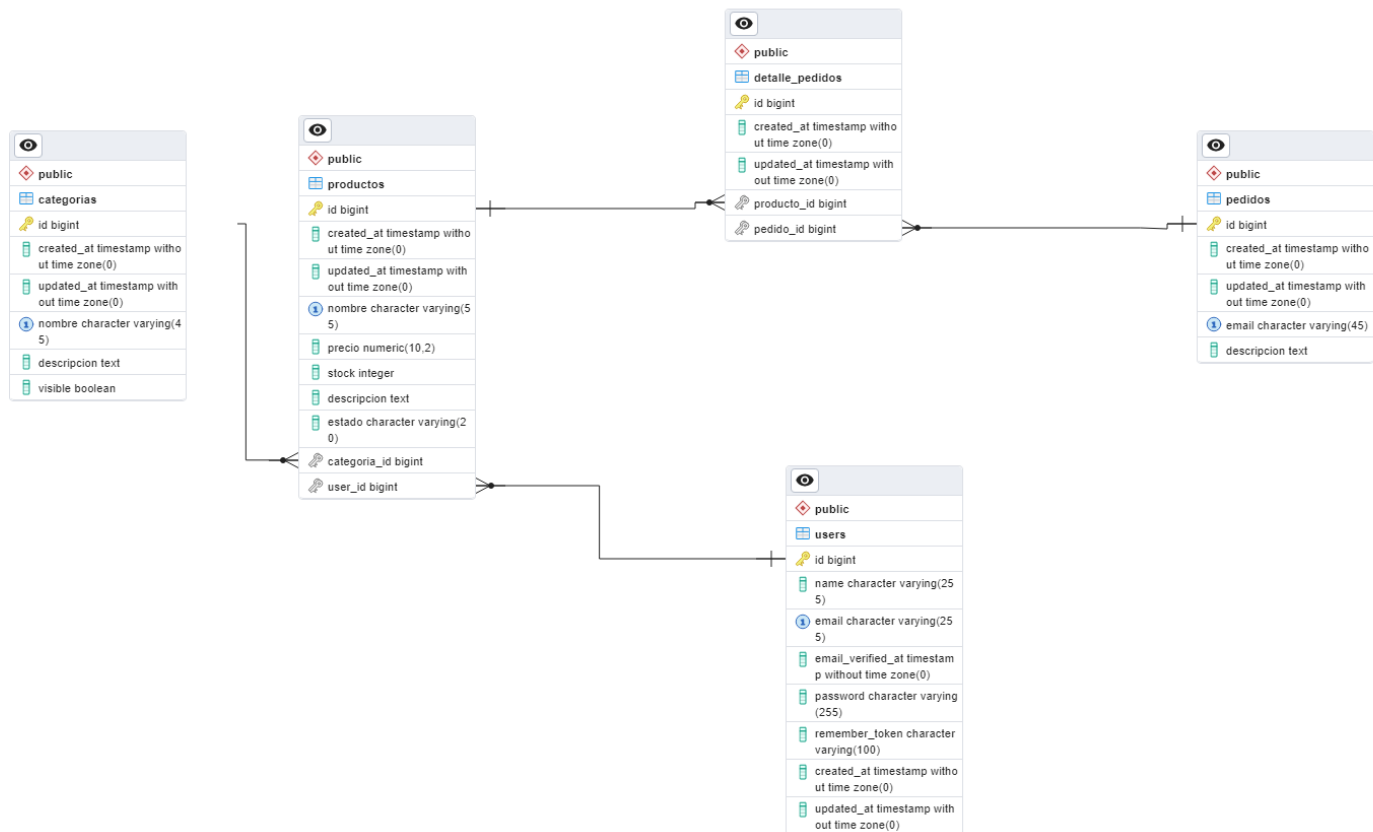 public
categorias
id bigint
created_at timestamp witho
ut time zone(0)
updated_at timestamp with
out time zone(0)
1 nombre character varying(4
5)
descripcion text
visible boolean
public
productos
id bigint
created_at timestamp witho
ut time zone(0)
updated_at timestamp with
out time zone(0)
1 nombre character varying(5
5)
precio numeric(10,2)
stock integer
descripcion text
estado character varying(2
0)
categoria_id bigint
user_id bigint
public
detalle_pedidos
id bigint
created_at timestamp witho
ut time zone(0)
updated_at timestamp with
out time zone(0)
producto_id bigint
pedido_id bigint
public
pedidos
id bigint
created_at timestamp witho
ut time zone(0)
updated_at timestamp with
out time zone(0)
1 email character varying(45)
descripcion text
public
users
id bigint
name character varying(25
5)
1 email character varying(25
5)
email_verified_at timestam
p without time zone(0)
password character varying
(255)
remember_token character
varying(100)
created_at timestamp witho
ut time zone(0)
updated_at timestamp with
out time zone(0)